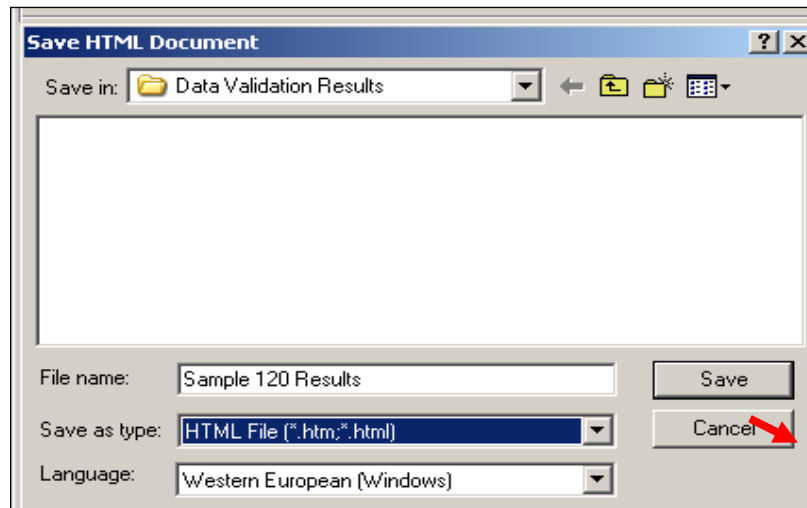 Save HTML Document
Save in: Data Validation Results
File name: Sample 120 Results Save
Save as type: HTML File (*.htm;*.html) Cancel
Language: Western European (Windows)